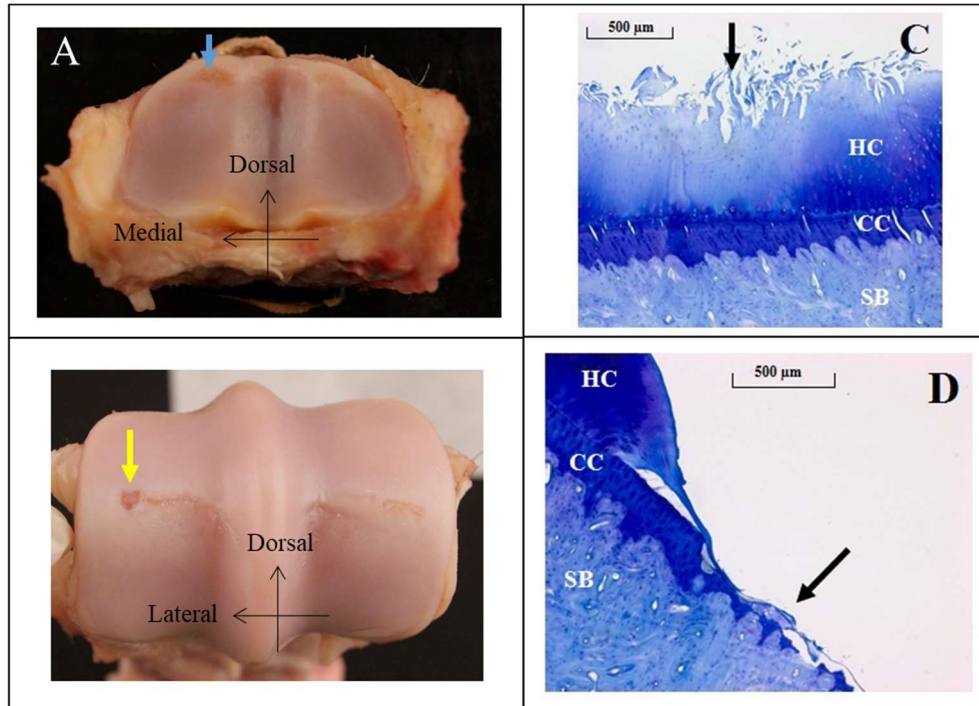 A
Dorsal
Medial
500 µm
C
HC
CC
SB
Dorsal
Lateral
HC
500 µm
D
CC
SB